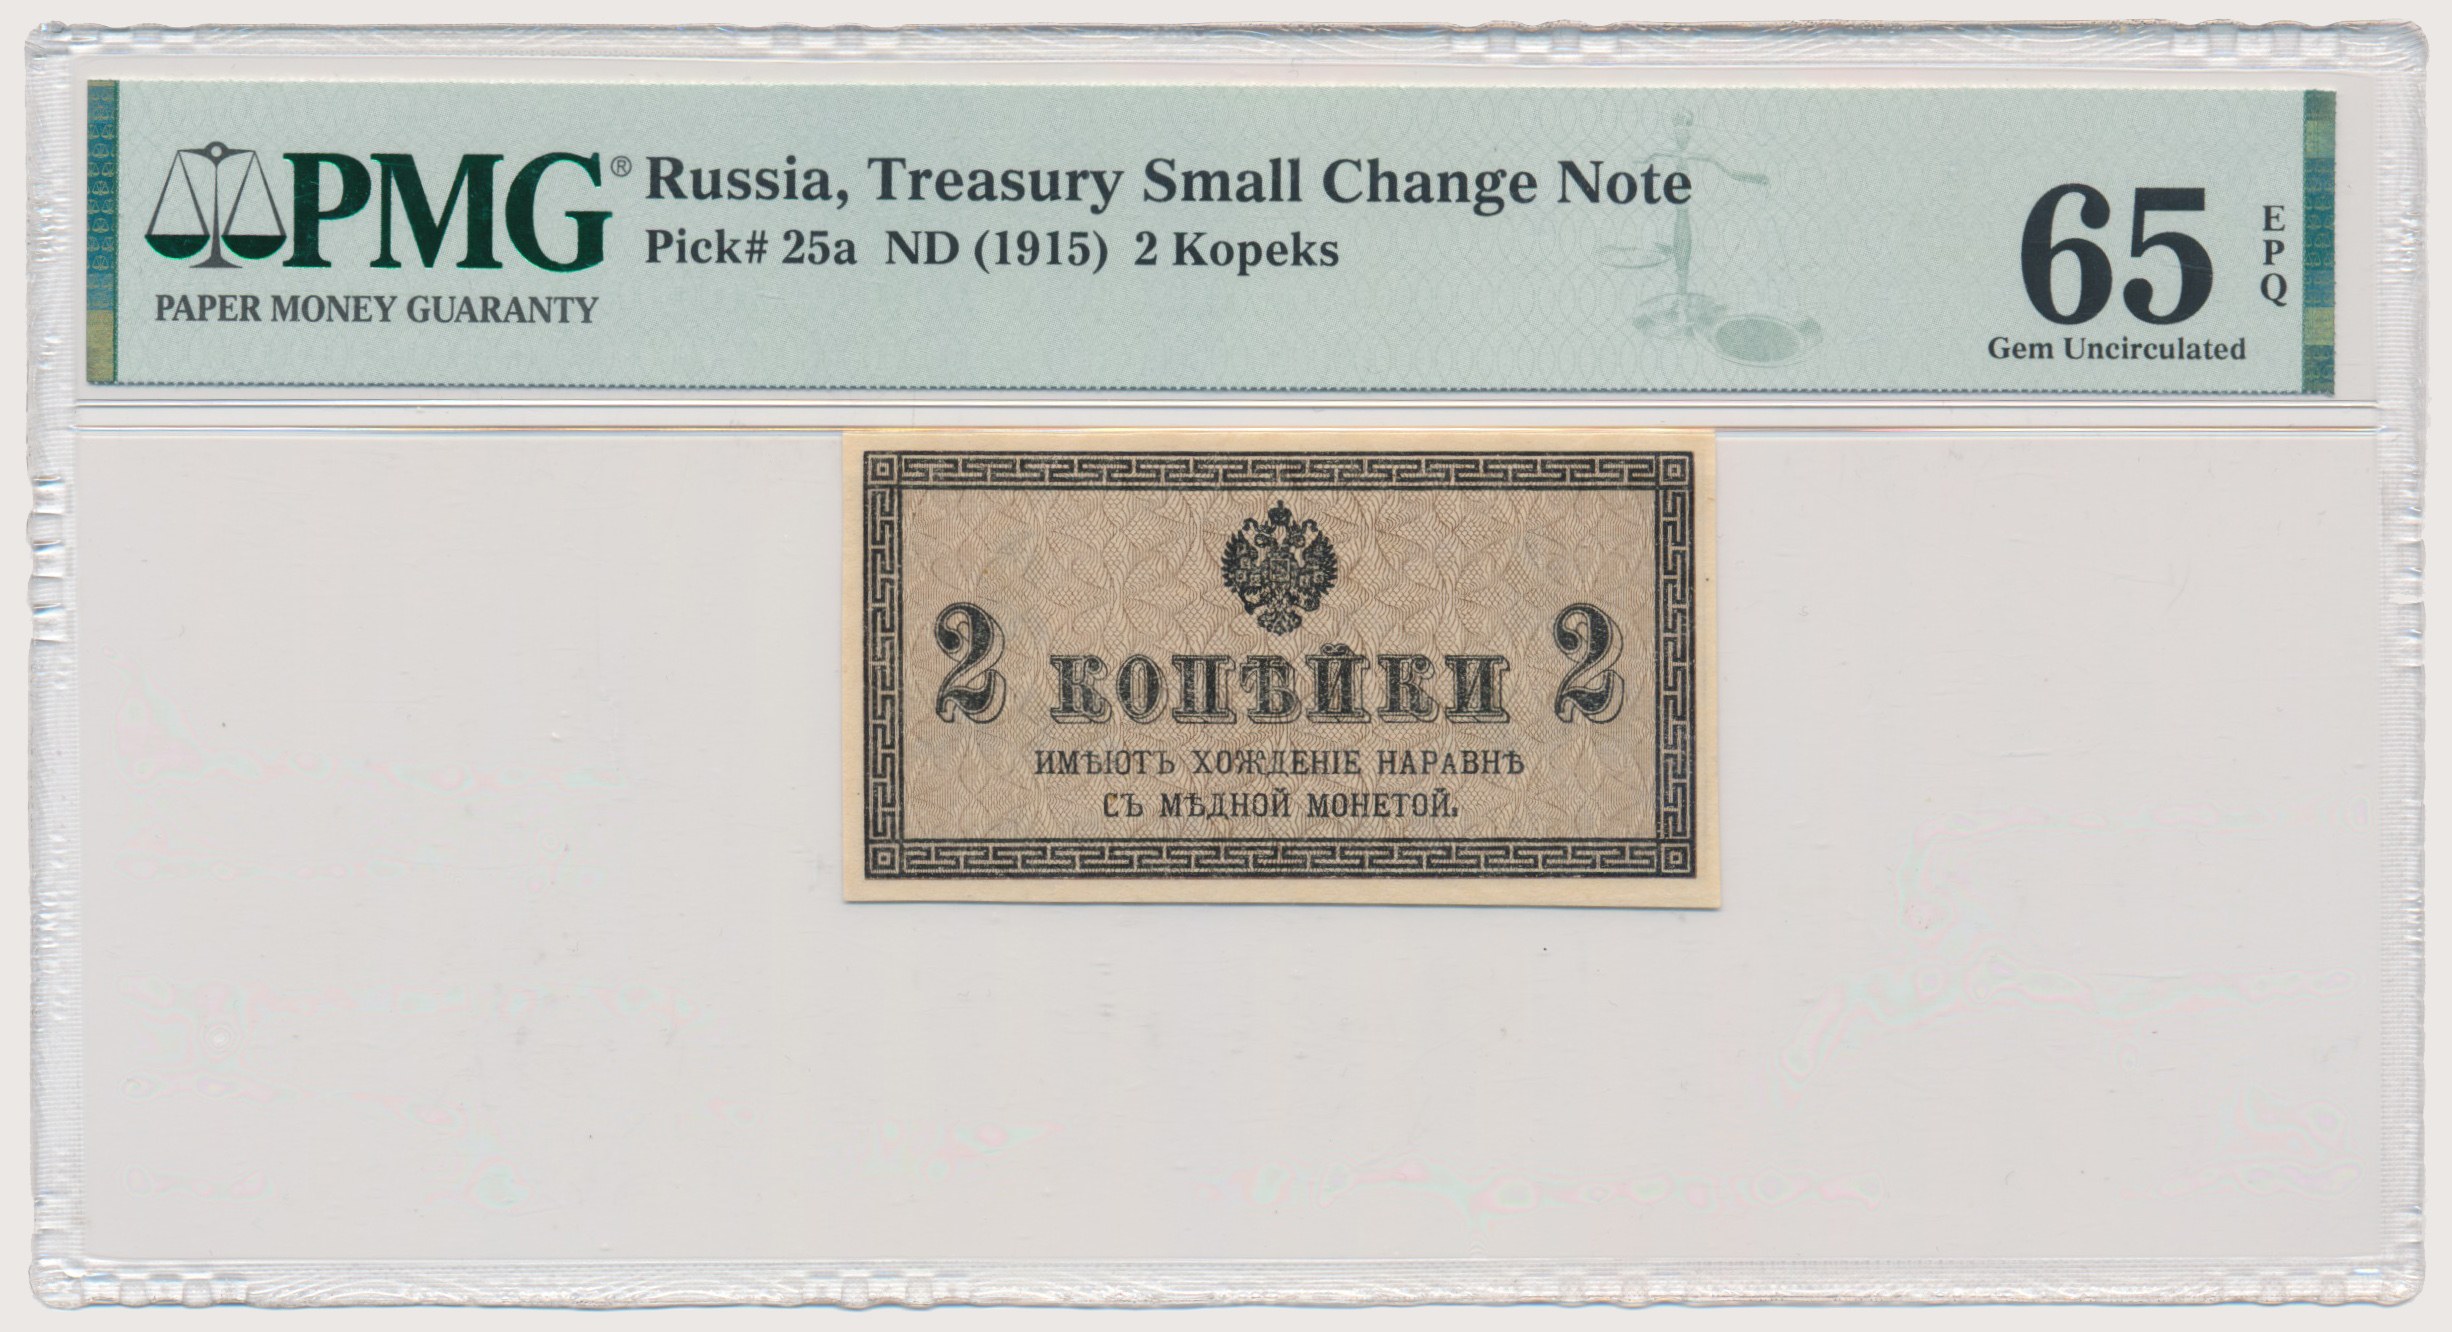 PMG® Russia, Treasury Small Change Note
Pick# 25a ND (1915) 2 Kopeks
PAPER MONEY GUARANTY
65 EPQ
Gem Uncirculated
2 КОПѢЙКИ 2
ИМѢЮТЪ ХОЖДЕНІЕ НАРАВНѢ
СЪ МѢДНОЙ МОНЕТОЙ.